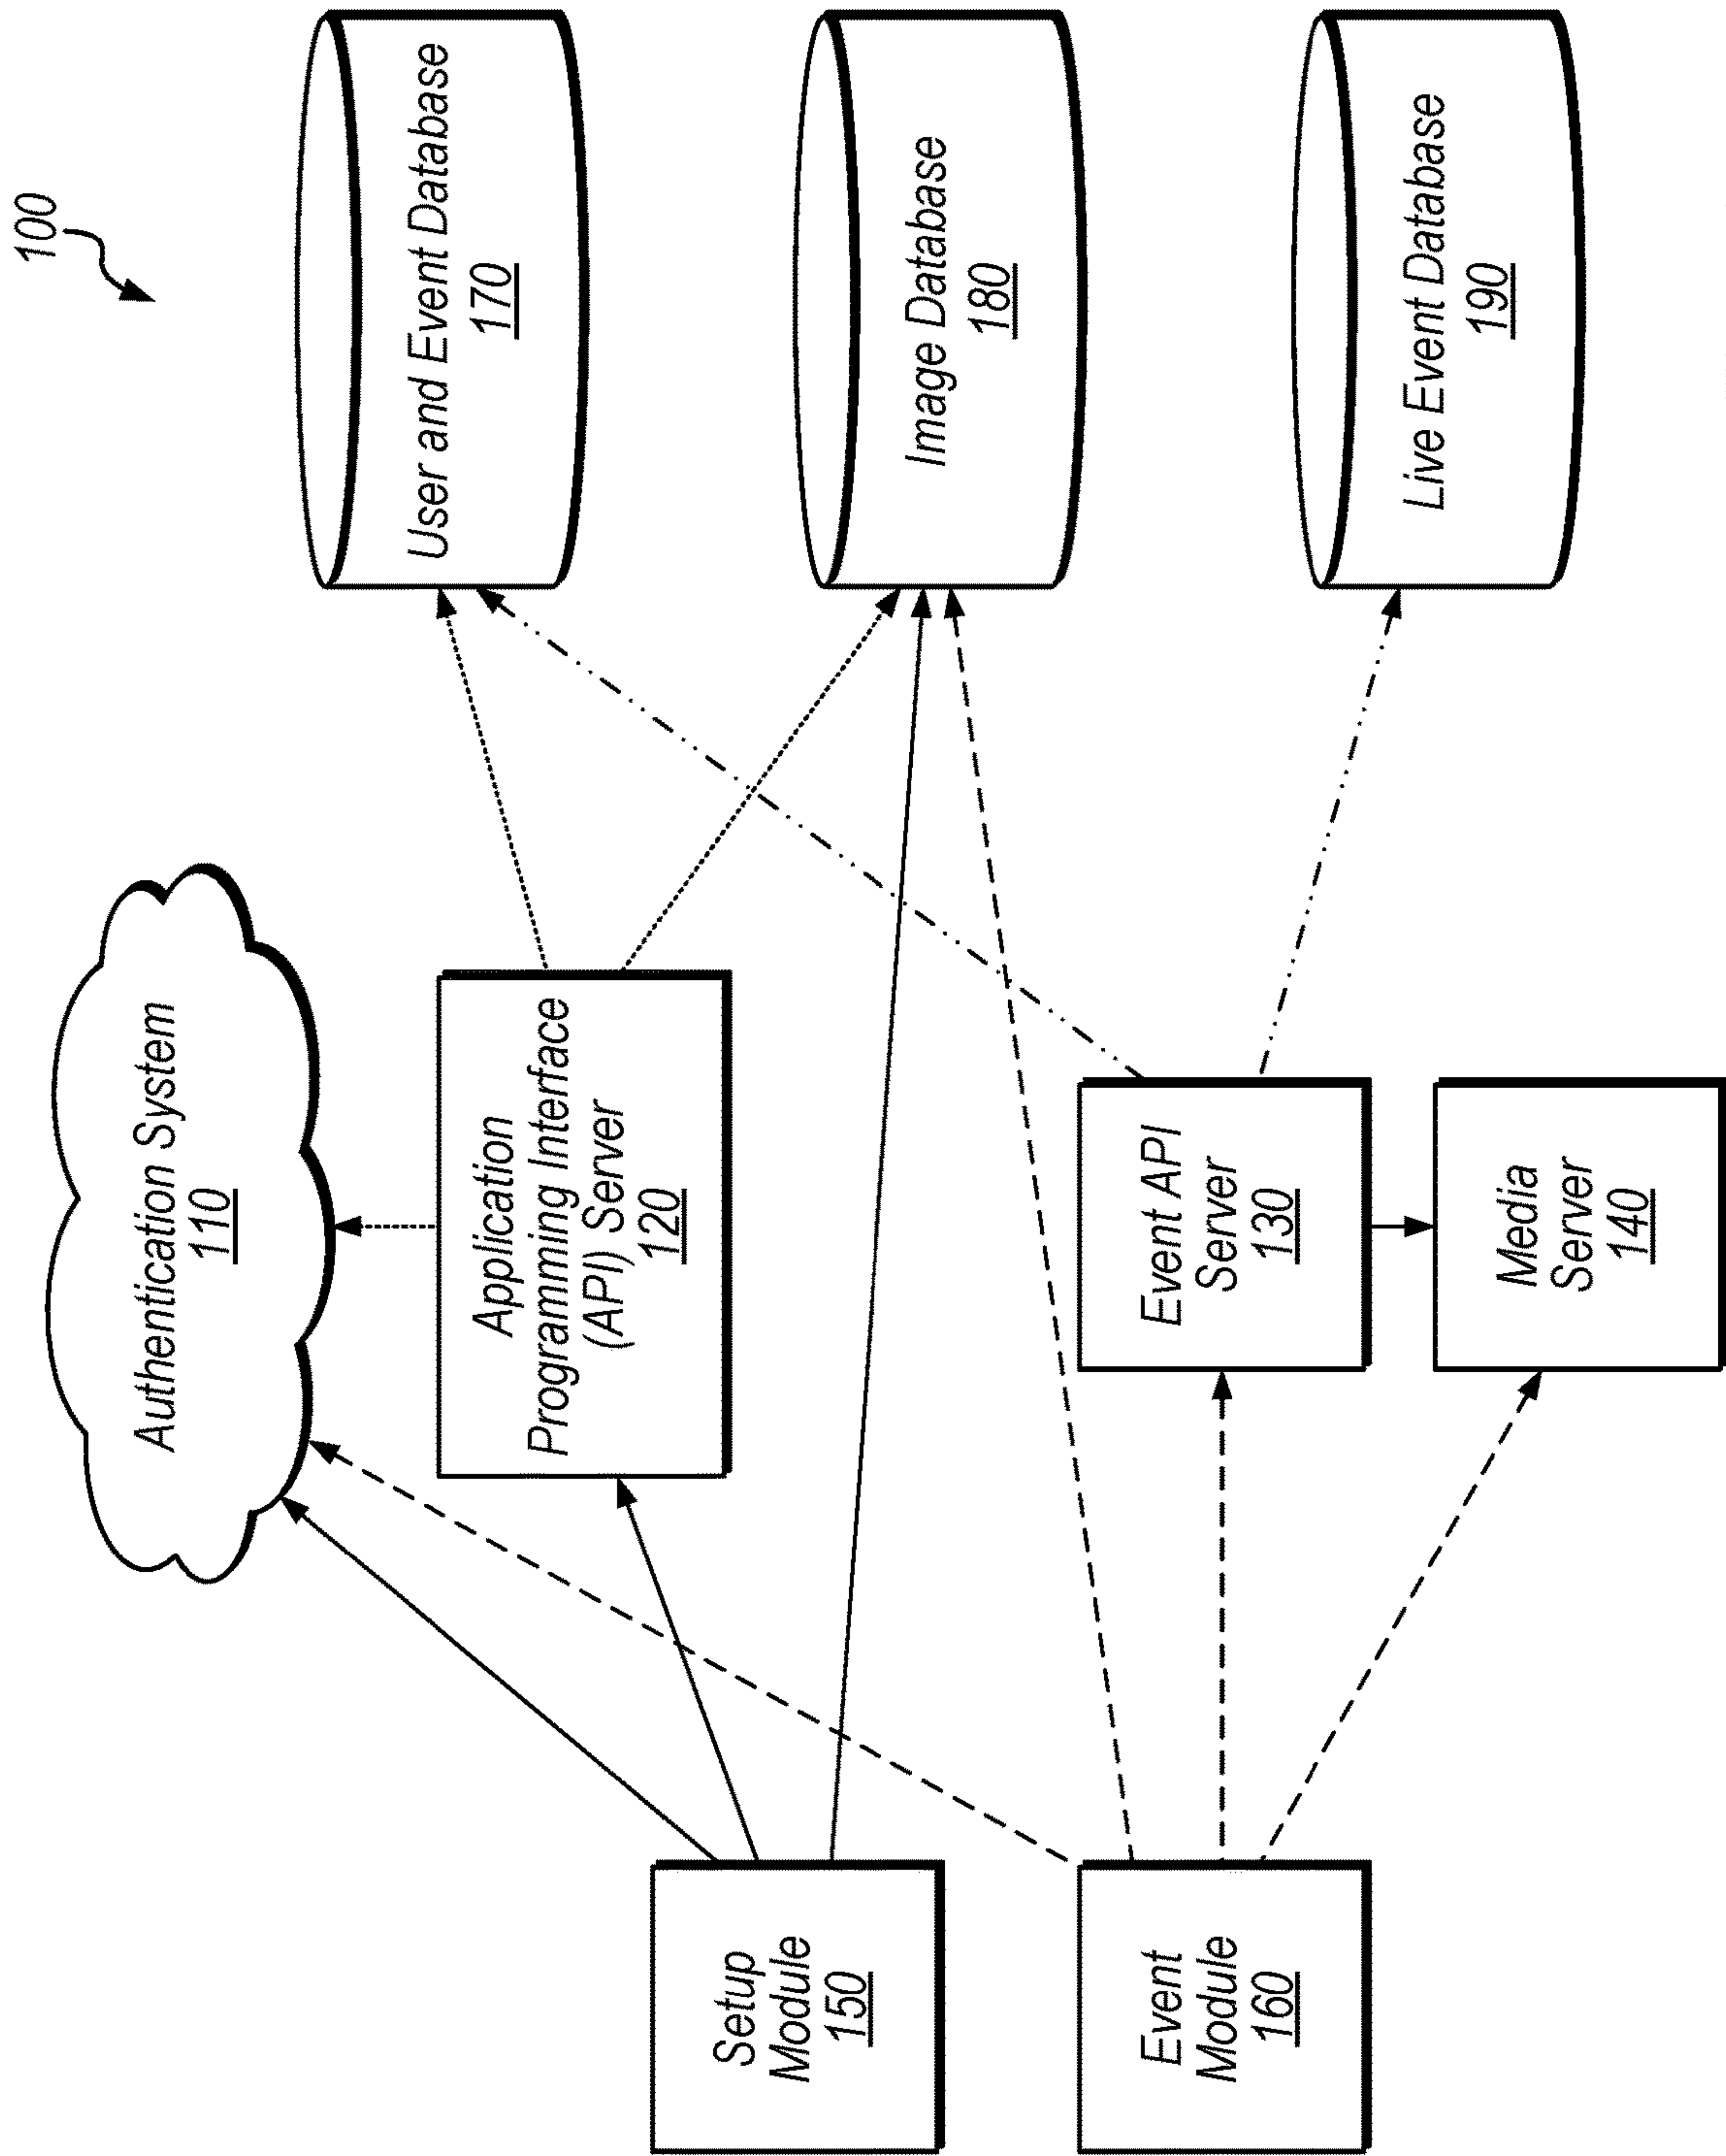 100
Authentication System
110
User and Event Database
170
Application
Programming Interface
(API) Server
120
Setup
Module
150
Image Database
180
Event
Module
160
Event API
Server
130
Live Event Database
190
Media
Server
140